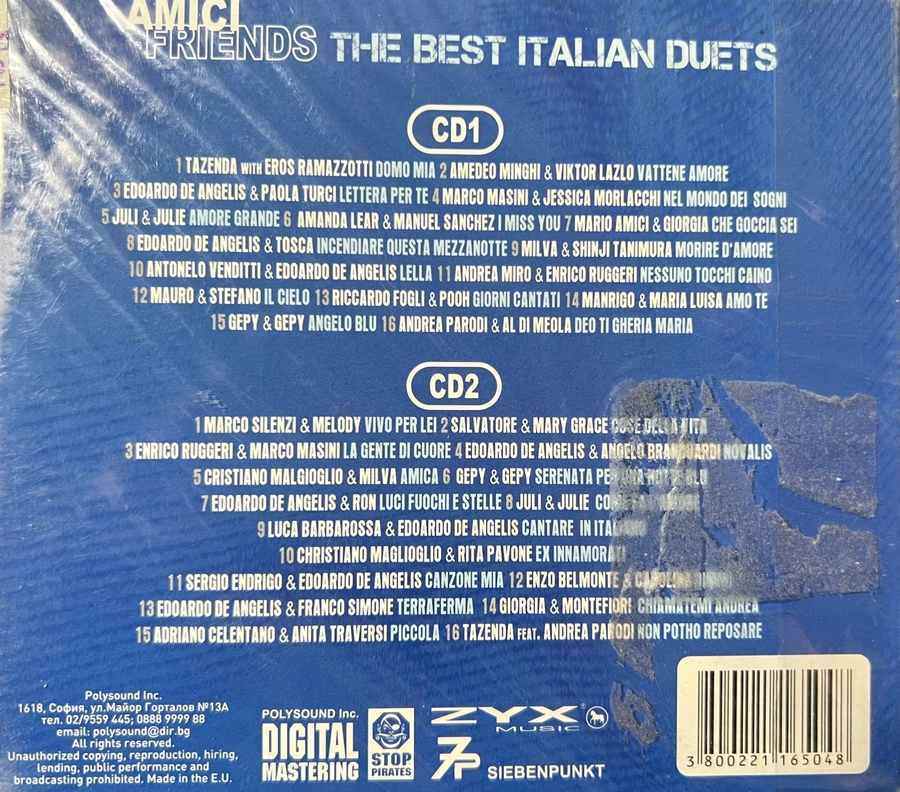 AMICI
FRIENDS THE BEST ITALIAN DUETS
CD1
1 TAZENDA WITH EROS RAMAZZOTTI DOMO MIA 2 AMEDEO MINGHI & VIKTOR LAZLO VATTENE AMORE
3 EDOARDO DE ANGELIS & PAOLA TURCI LETTERA PER TE 4 MARCO MASINI & JESSICA MORLACCHI NEL MONDO DEI SOGNI
5 JULI & JULIE AMORE GRANDE 6 AMANDA LEAR & MANUEL SANCHEZ I MISS YOU 7 MARIO AMICI & GIORGIA CHE GOCCIA SEI
8 EDOARDO DE ANGELIS & TOSCA INCENDIARE QUESTA MEZZANOTTE 9 MILVA & SHINJI TANIMURA MORIRE D'AMORE
10 ANTONELO VENDITTI & EDOARDO DE ANGELIS LELLA 11 ANDREA MIRO & ENRICO RUGGERI NESSUNO TOCCHI CAINO
12 MAURO & STEFANO IL CIELO 13 RICCARDO FOGLI & POOH GIORNI CANTATI 14 MANRIGO & MARIA LUISA AMO TE
15 GEPY & GEPY ANGELO BLU 16 ANDREA PARODI & AL DI MEOLA DEO TI GHERIA MARIA
CD2
1 MARCO SILENZI & MELODY VIVO PER LEI 2 SALVATORE & MARY GRACE COSE DELLA VITA
3 ENRICO RUGGERI & MARCO MASINI LA GENTE DI CUORE 4 EDOARDO DE ANGELIS & ANGELO BRANDUARDI NOVALIS
5 CRISTIANO MALGIOGLIO & MILVA AMICA 6 GEPY & GEPY SERENATA PER BLU
7 EDOARDO DE ANGELIS & RON LUCI FUOCHI E STELLE 8 JULI & JULIE
9 LUCA BARBAROSSA & EDOARDO DE ANGELIS CANTARE IN
10 CHRISTIANO MAGLIOGLIO & RITA PAVONE EX INNAMORATI
11 SERGIO ENDRIGO & EDOARDO DE ANGELIS CANZONE MIA 12 ENZO BELMONTE &
13 EDOARDO DE ANGELIS & FRANCO SIMONE TERRAFERMA 14 GIORGIA & MONTEFIORI CHIAMATEMI ANDREA
15 ADRIANO CELENTANO & ANITA TRAVERSI PICCOLA 16 TAZENDA FEAT. ANDREA PARODI NON POTHO REPOSARE
Polysound Inc.
1618, София, ул.Майор Горталов №13А
тел. 02/9559 445; 0888 9999 88
email: polysound@dir.bg
All rights reserved.
Unauthorized copying, reproduction, hiring,
lending, public performance and
broadcasting prohibited. Made in the E.U.
POLYSOUND Inc.
DIGITAL
MASTERING
STOP
PIRATES
ZYX
MUSIC
7P SIEBENPUNKT
3 800221 165048